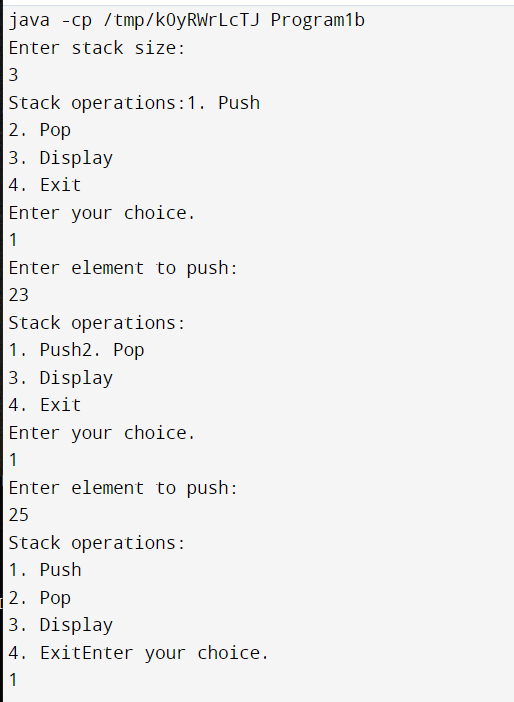 java -cp /tmp/kOyRWrLcTJ Program1b
Enter stack size:
3
Stack operations:1. Push
2. Pop
3. Display
4. Exit
Enter your choice.
1
Enter element to push:
23
Stack operations:
1. Push2. Pop
3. Display
4. Exit
Enter your choice.
1
Enter element to push:
25
Stack operations:
1. Push
2. Pop
3. Display
4. ExitEnter your choice.
1